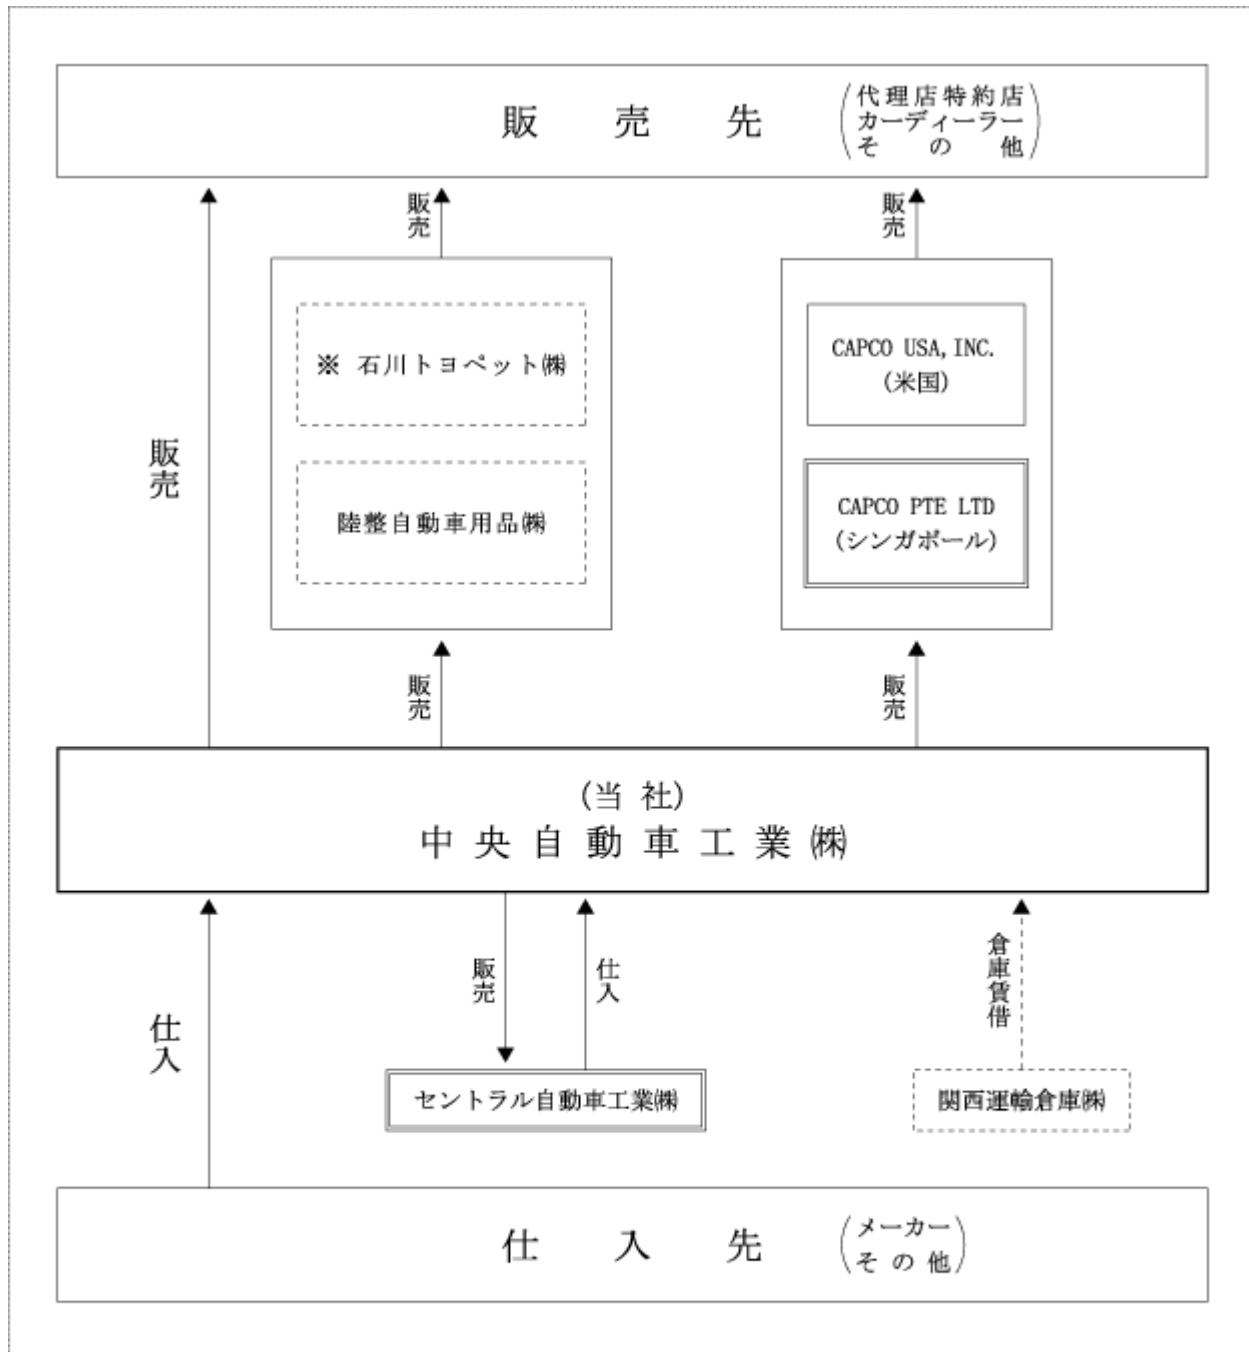 販売先
代理店特約店
カーディーラー
その他
販売
販売
※ 石川トヨペット㈱
CAPCO USA, INC.
(米国)
販売
陸整自動車用品㈱
CAPCO PTE LTD
(シンガポール)
販売
販売
(当社)
中央自動車工業㈱
販売
仕入
倉庫賃借
仕入
セントラル自動車工業㈱
関西運輸倉庫㈱
仕入先
メーカー
その他